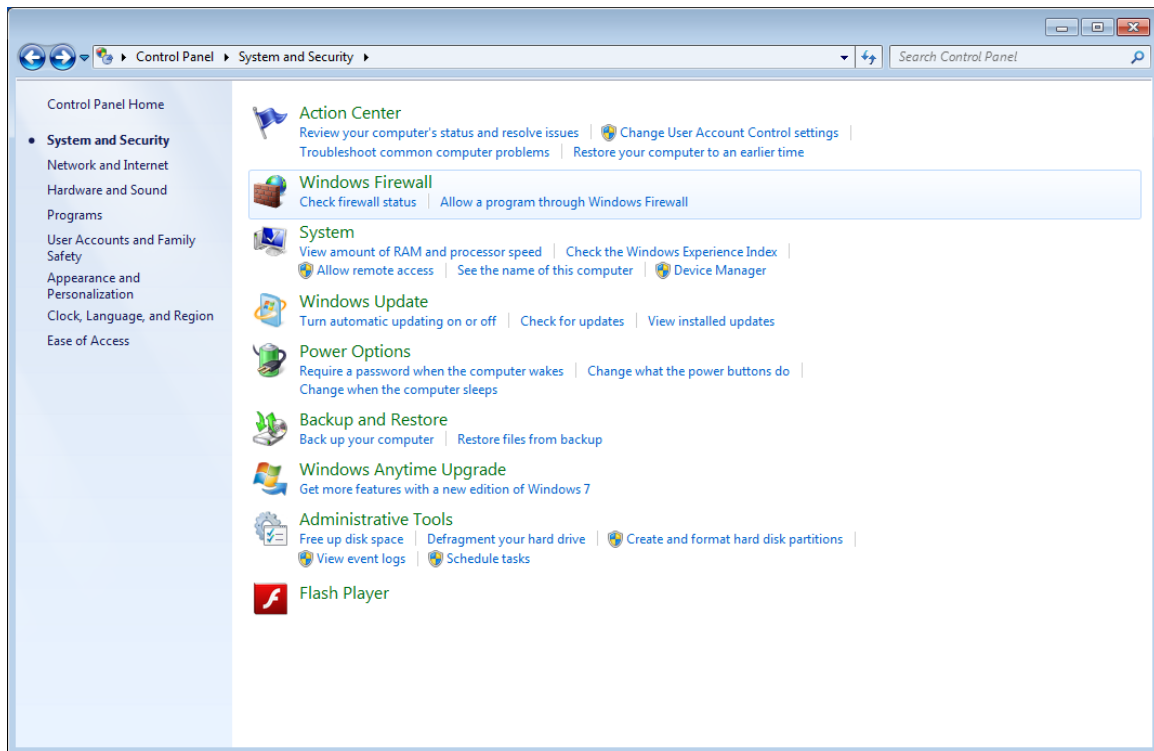 Control Panel System and Security
Search Control Panel
Control Panel Home
System and Security
Network and Internet
Hardware and Sound
Programs
User Accounts and Family
Safety
Appearance and
Personalization
Clock, Language, and Region
Ease of Access
Action Center
Review your computer's status and resolve issues Change User Account Control settings
Troubleshoot common computer problems Restore your computer to an earlier time
Windows Firewall
Check firewall status Allow a program through Windows Firewall
System
View amount of RAM and processor speed Check the Windows Experience Index
Allow remote access See the name of this computer Device Manager
Windows Update
Turn automatic updating on or off Check for updates View installed updates
Power Options
Require a password when the computer wakes Change what the power buttons do
Change when the computer sleeps
Backup and Restore
Back up your computer Restore files from backup
Windows Anytime Upgrade
Get more features with a new edition of Windows 7
Administrative Tools
Free up disk space Defragment your hard drive Create and format hard disk partitions
View event logs Schedule tasks
Flash Player